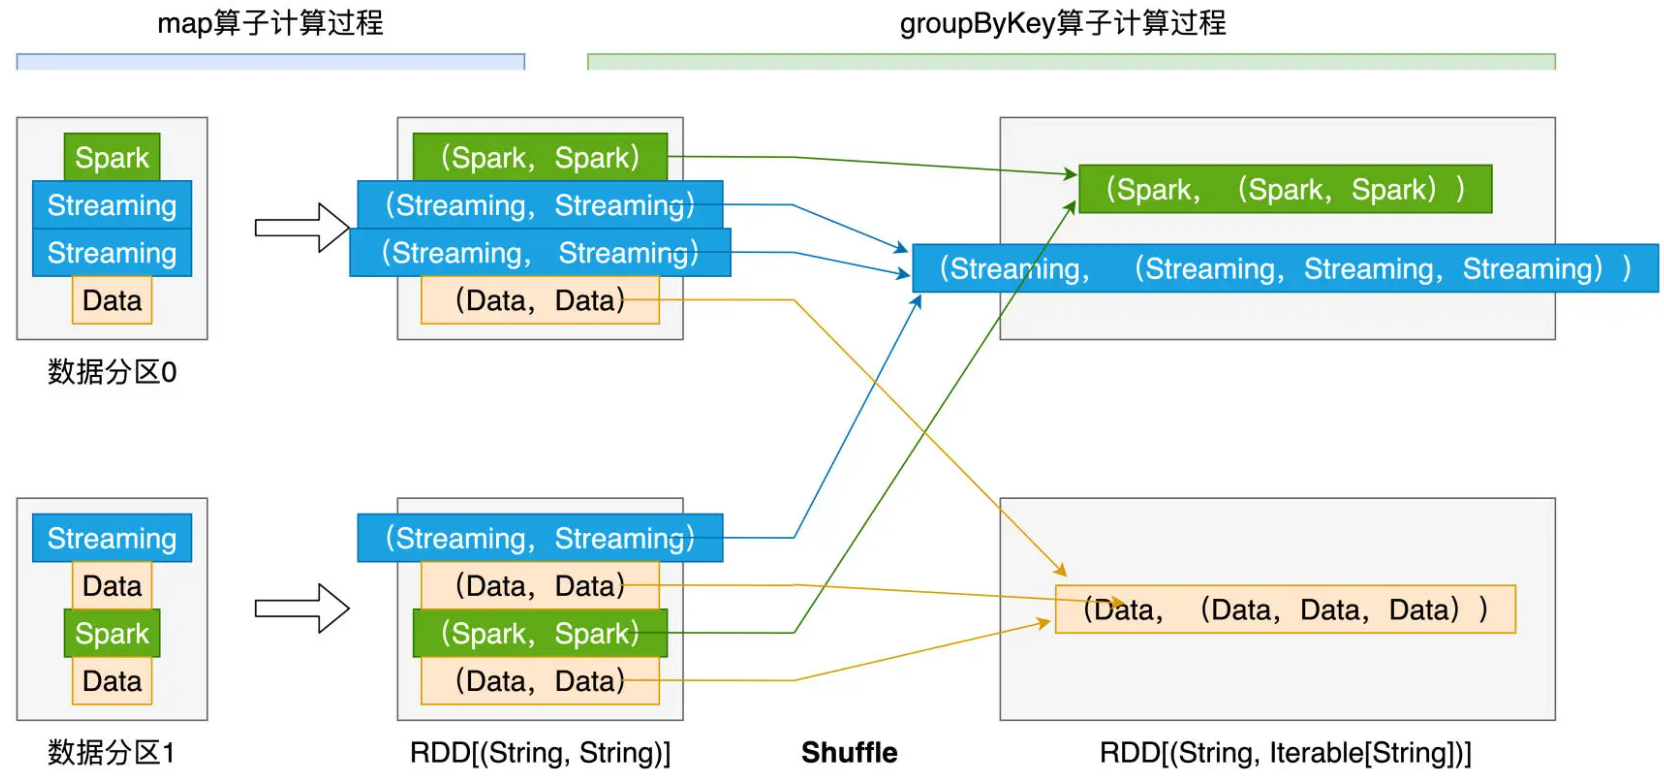 map算子计算过程
groupByKey算子计算过程
Spark
Streaming
Streaming
Data
数据分区0
（Spark，Spark）
（Streaming，Streaming）
（Streaming， Streaming）
（Data，Data）
（Spark，（Spark，Spark））
（Streaming，（Streaming，Streaming，Streaming））
Streaming
Data
Spark
Data
数据分区1
（Streaming，Streaming）
（Data，Data）
（Spark，Spark）
（Data，Data）
RDD[(String, String)]
Shuffle
（Data，（Data，Data，Data））
RDD[(String, Iterable[String])]